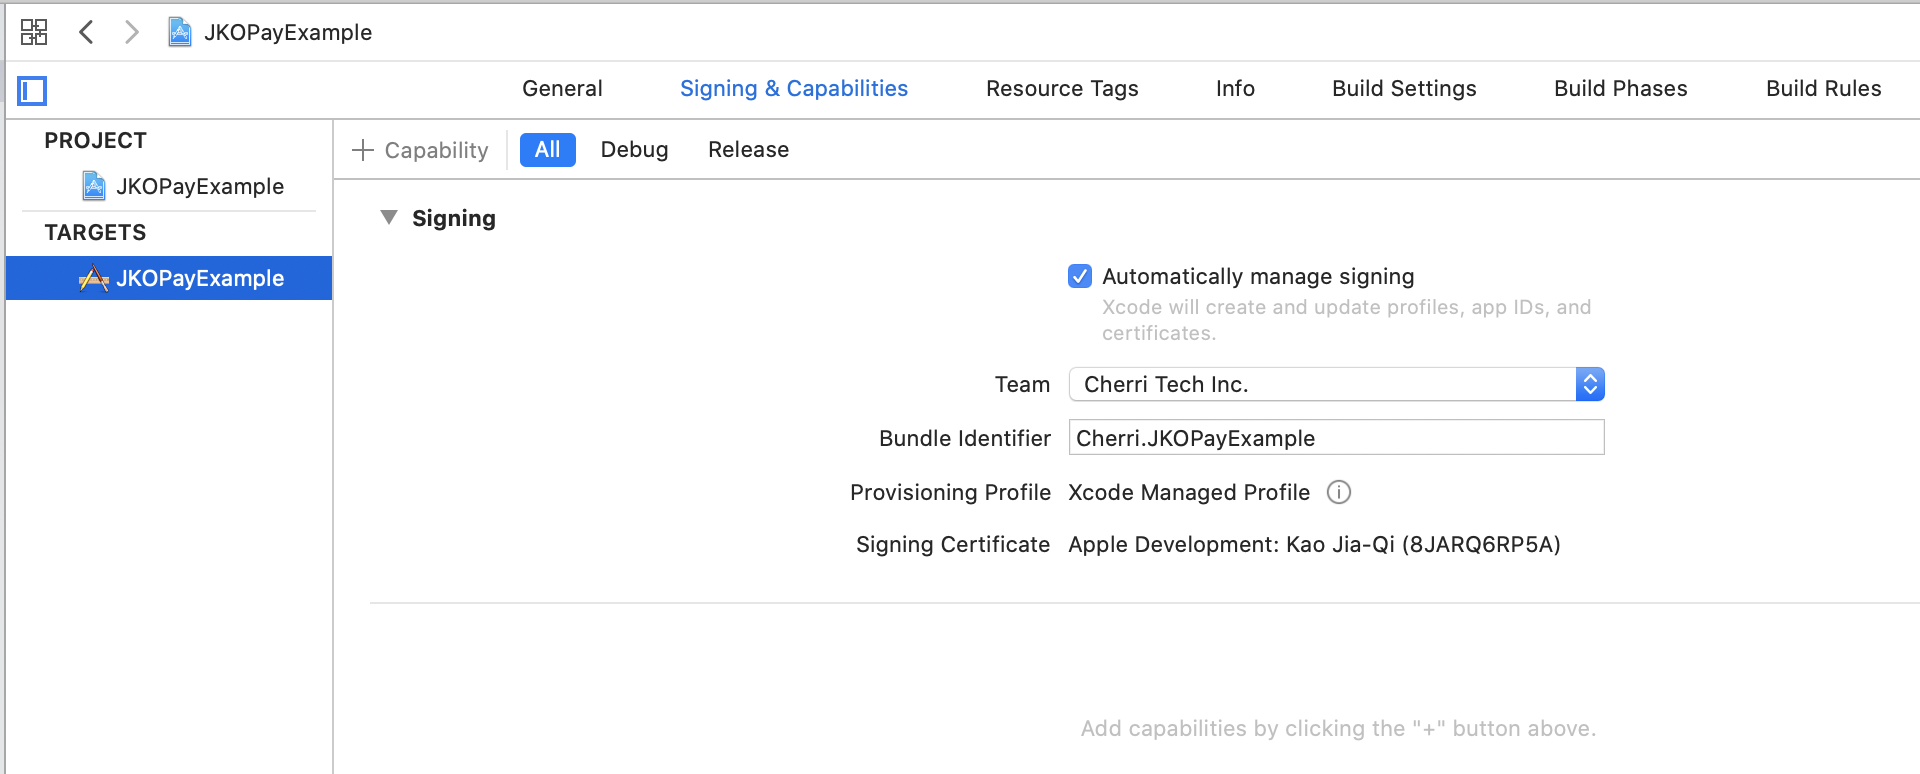 JKOPayExample
General Signing & Capabilities Resource Tags Info Build Settings Build Phases Build Rules
PROJECT
JKOPayExample
TARGETS
JKOPayExample
+ Capability All Debug Release
Signing
Automatically manage signing
Xcode will create and update profiles, app IDs, and
certificates.
Team Cherri Tech Inc.
Bundle Identifier Cherri.JKOPayExample
Provisioning Profile Xcode Managed Profile
Signing Certificate Apple Development: Kao Jia-Qi (8JARQ6RP5A)
Add capabilities by clicking the "+" button above.